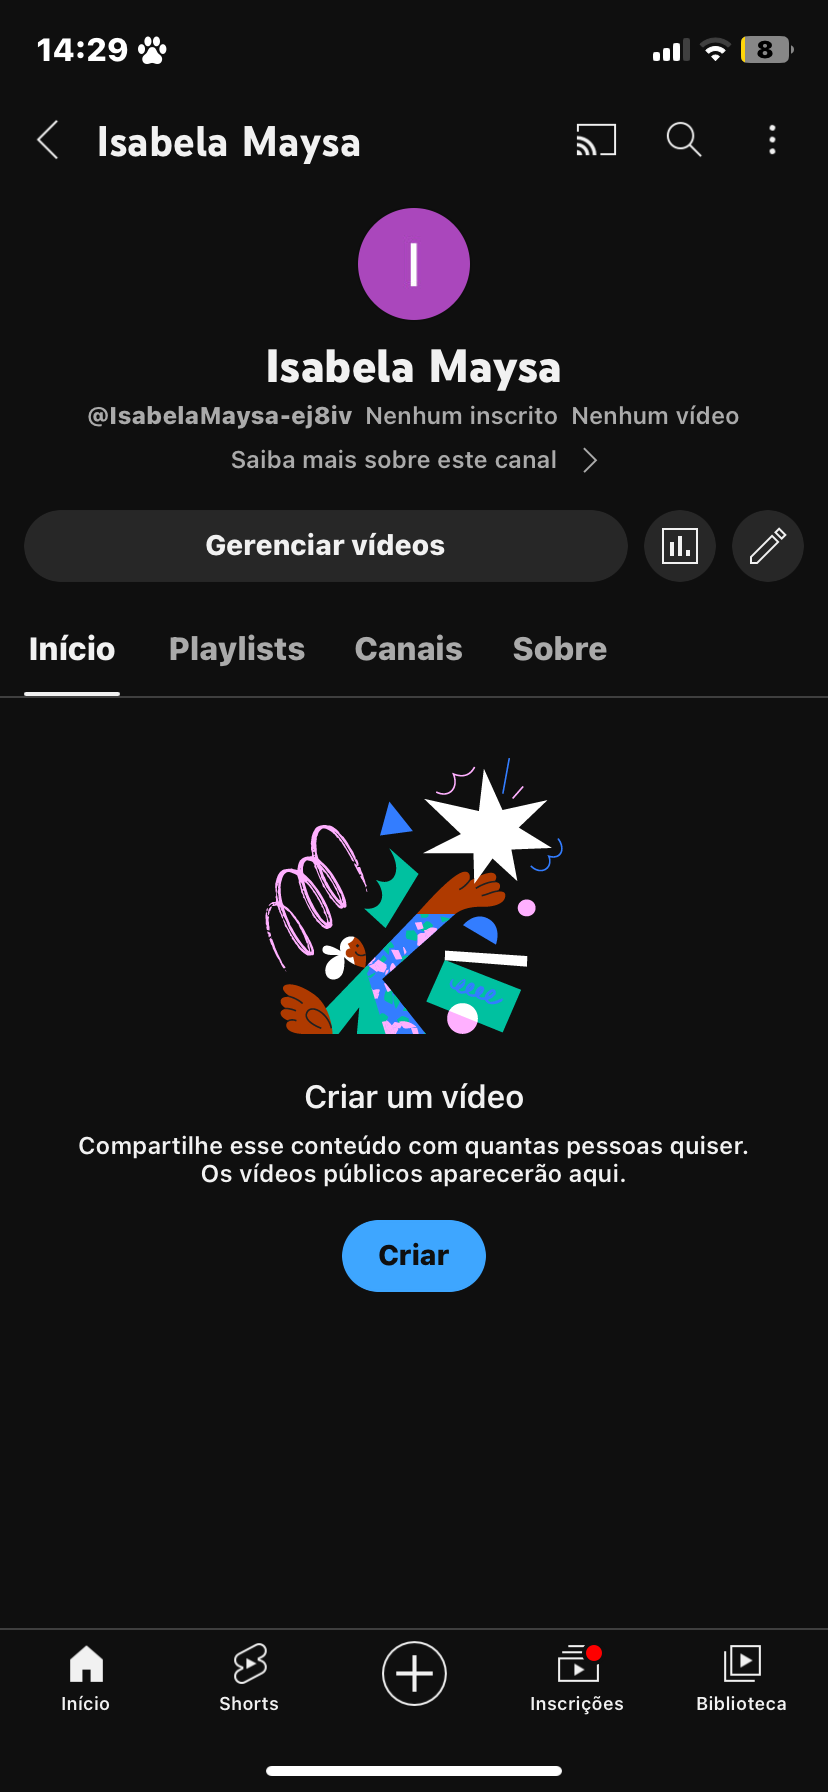 14:29
8
Isabela Maysa
I
Isabela Maysa
@IsabelaMaysa-ej8iv Nenhum inscrito Nenhum vídeo
Saiba mais sobre este canal
Gerenciar vídeos
Início Playlists Canais Sobre
Criar um vídeo
Compartilhe esse conteúdo com quantas pessoas quiser.
Os vídeos públicos aparecerão aqui.
Criar
Início Shorts Inscrições Biblioteca